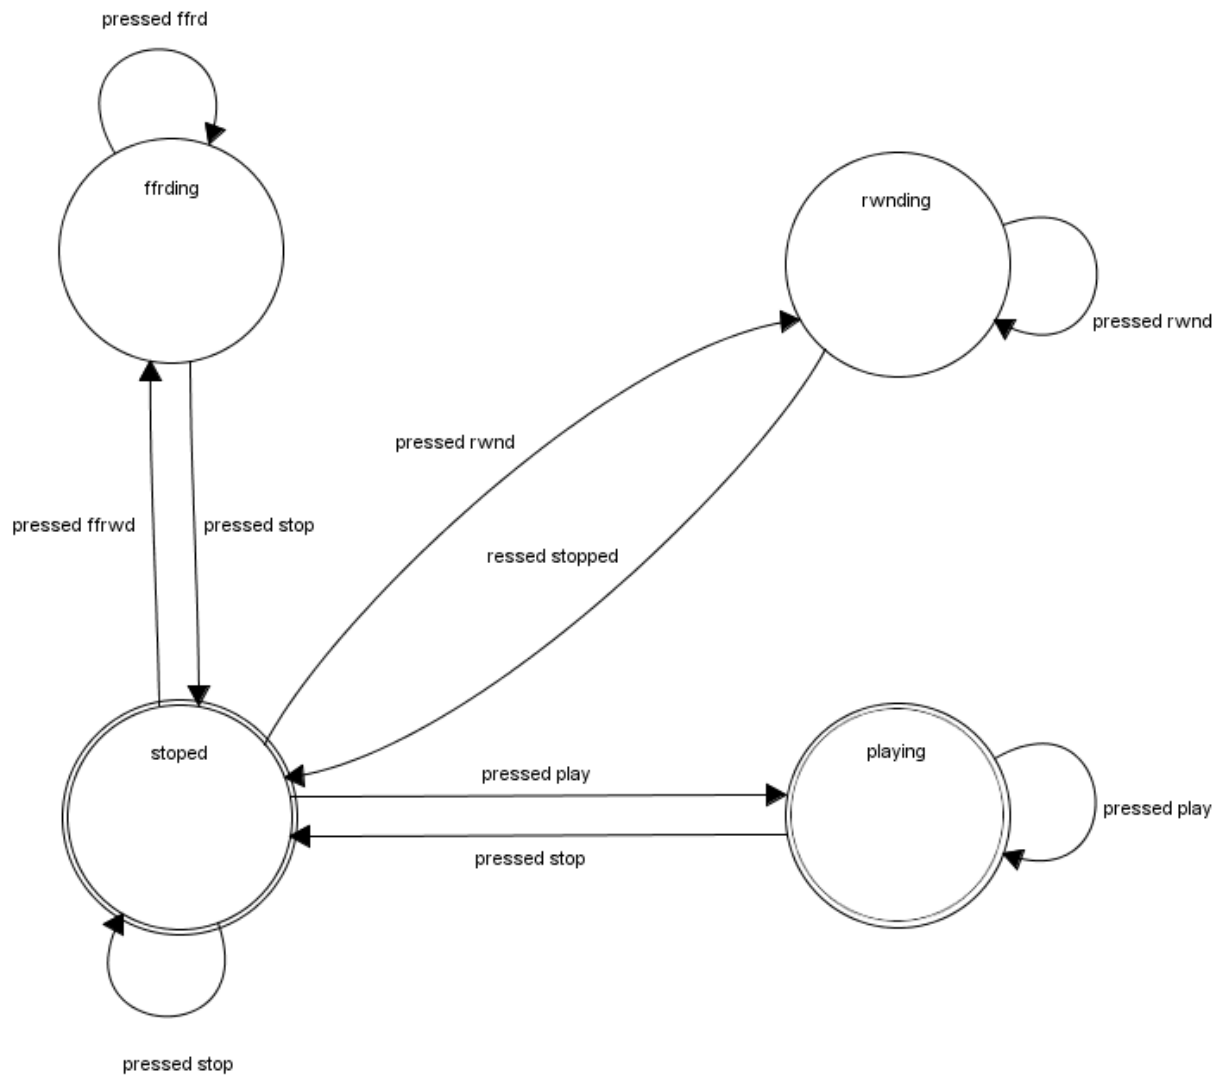 pressed ffrd
ffrding
rwnding
pressed rwnd
pressed rwnd
pressed ffrwd
pressed stop
ressed stopped
stoped
playing
pressed play
pressed play
pressed stop
pressed stop